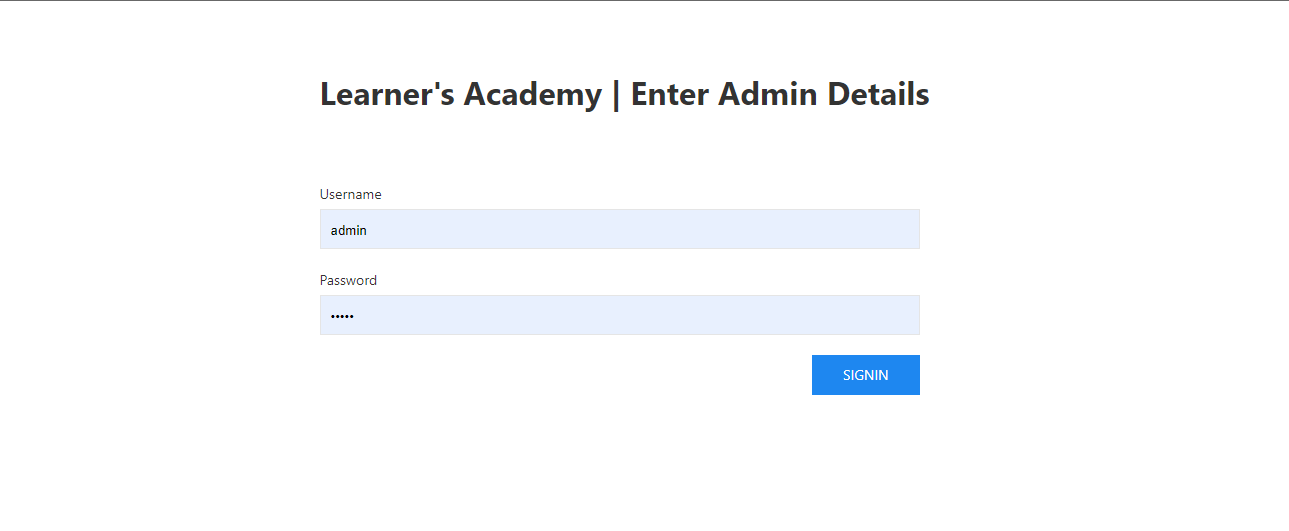 Learner's Academy | Enter Admin Details
Username
admin
Password
•••••
SIGNIN